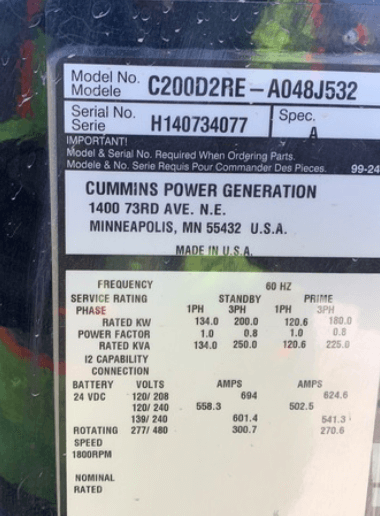 Model No. C200D2RE – A048J532
Modele
Serial No. H140734077 Spec. A
Serie
IMPORTANT!
Model & Serial No. Required When Ordering Parts.
Modele & No. Serie Requis Pour Commander Des Pieces. 99-24
CUMMINS POWER GENERATION
1400 73RD AVE. N.E.
MINNEAPOLIS, MN 55432 U.S.A.
MADE IN U.S.A.
FREQUENCY 60 HZ
SERVICE RATING STANDBY PRIME
PHASE 1PH 3PH 1PH 3PH
RATED KW 134.0 200.0 120.6 180.0
POWER FACTOR 1.0 0.8 1.0 0.8
RATED KVA 134.0 250.0 120.6 225.0
I2 CAPABILITY
CONNECTION
BATTERY VOLTS AMPS AMPS
24 VDC 120/ 208 694 624.6
120/ 240 558.3 502.5
139/ 240 601.4 541.3
ROTATING 277/ 480 300.7 270.6
SPEED
1800RPM
NOMINAL
RATED